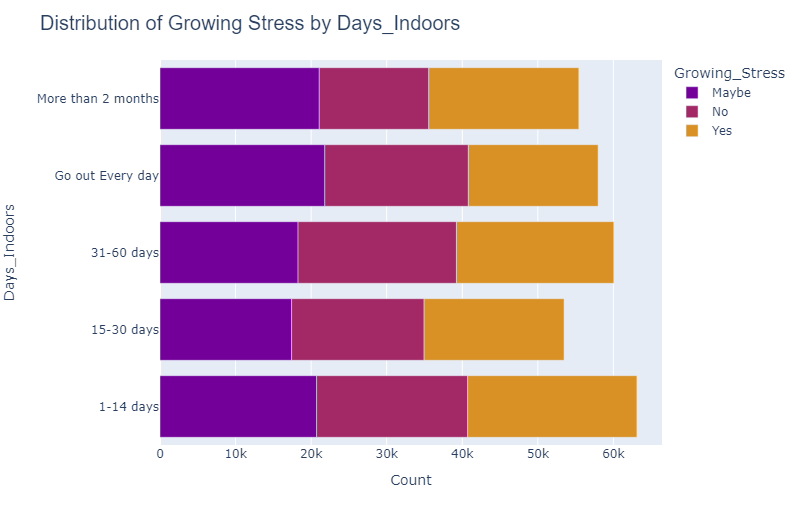 Distribution of Growing Stress by Days_Indoors
Growing_Stress
Maybe
No
Yes
Days_Indoors
More than 2 months
Go out Every day
31-60 days
15-30 days
1-14 days
0 10k 20k 30k 40k 50k 60k
Count